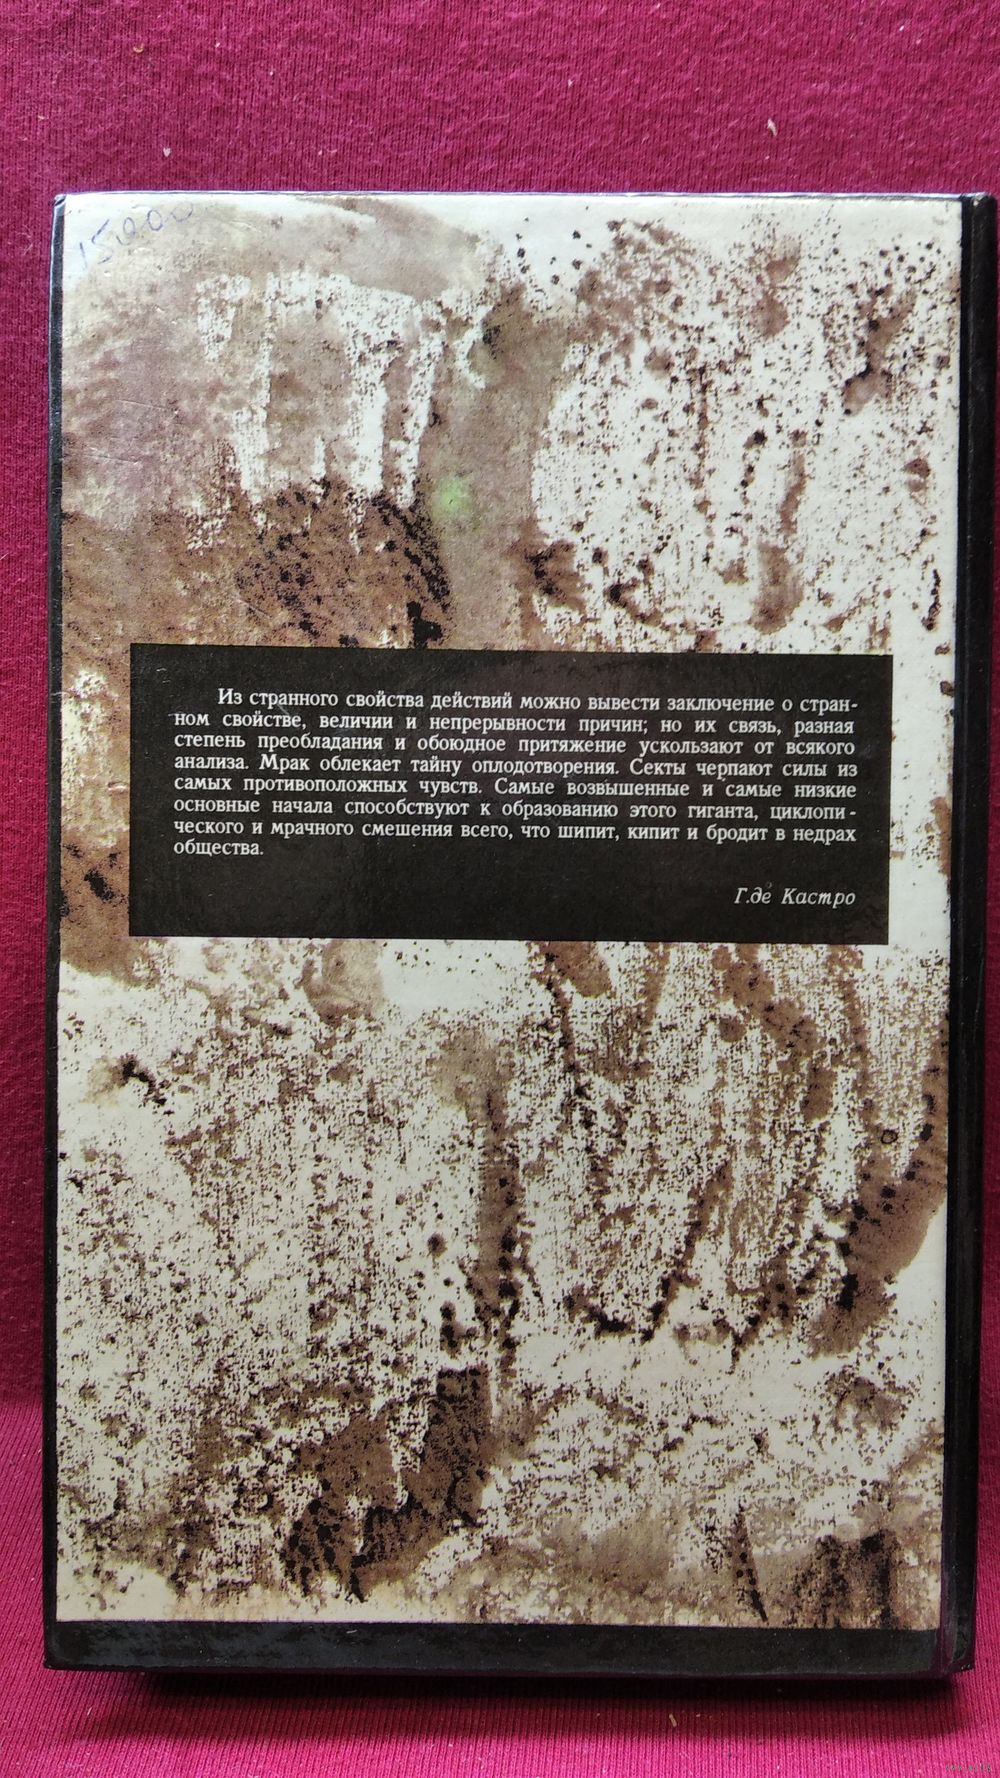 15000
Из странного свойства действий можно вывести заключение о стран-
ном свойстве, величии и непрерывности причин; но их связь, разная
степень преобладания и обоюдное притяжение ускользают от всякого
анализа. Мрак облекает тайну оплодотворения. Секты черпают силы из
самых противоположных чувств. Самые возвышенные и самые низкие
основные начала способствуют к образованию этого гиганта, циклопи-
ческого и мрачного смешения всего, что шипит, кипит и бродит в недрах
общества.
Г.де Кастро